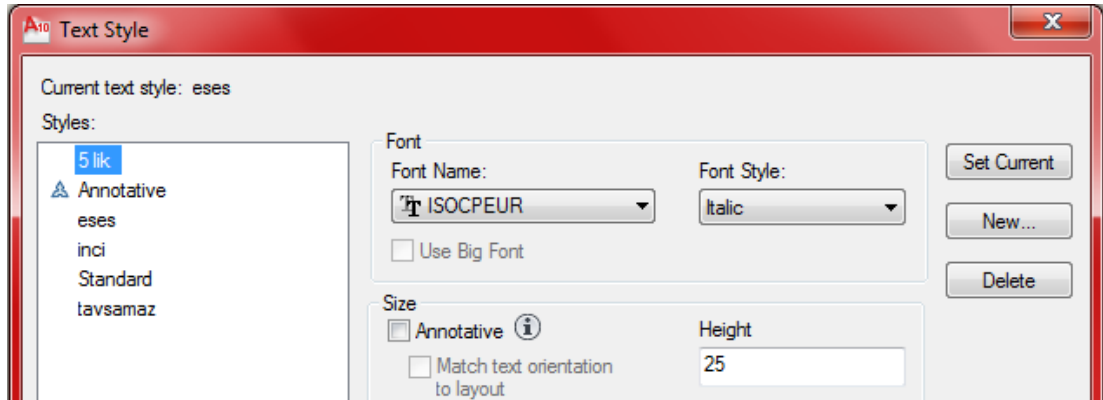 A10 Text Style
Current text style: eses
Styles:
5 lik
Annotative
eses
inci
Standard
tavsamaz
Font
Font Name:
ISOCPEUR
Use Big Font
Font Style:
Italic
Size
Annotative
Match text orientation
to layout
Height
25
Set Current
New...
Delete